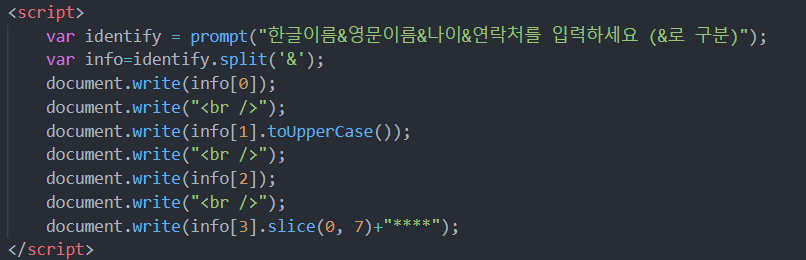 <script>
var identify = prompt("한글이름&영문이름&나이&연락처를 입력하세요 (&로 구분)");
var info=identify.split('&');
document.write(info[0]);
document.write("<br />");
document.write(info[1].toUpperCase());
document.write("<br />");
document.write(info[2]);
document.write("<br />");
document.write(info[3].slice(0, 7)+"****");
</script>